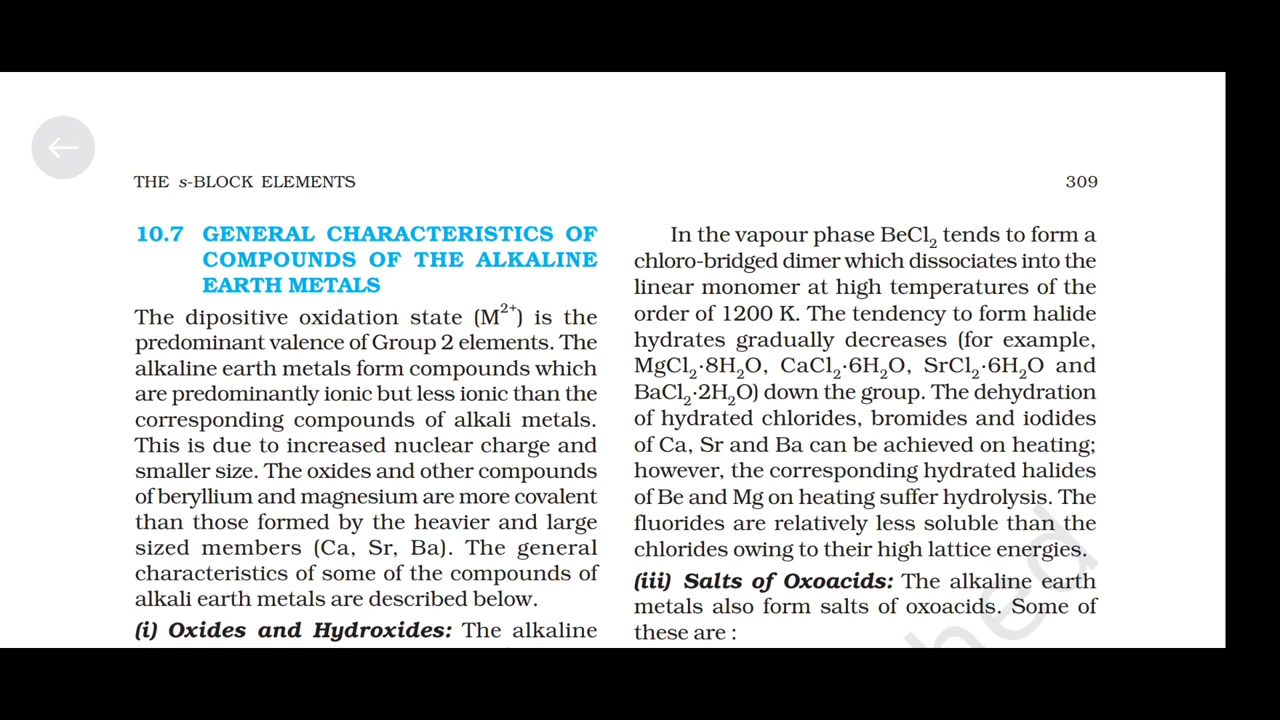 THE s-BLOCK ELEMENTS
309
10.7 GENERAL CHARACTERISTICS OF
COMPOUNDS OF THE ALKALINE
EARTH METALS
The dipositive oxidation state (M²⁺) is the
predominant valence of Group 2 elements. The
alkaline earth metals form compounds which
are predominantly ionic but less ionic than the
corresponding compounds of alkali metals.
This is due to increased nuclear charge and
smaller size. The oxides and other compounds
of beryllium and magnesium are more covalent
than those formed by the heavier and large
sized members (Ca, Sr, Ba). The general
characteristics of some of the compounds of
alkali earth metals are described below.
(i) Oxides and Hydroxides: The alkaline
In the vapour phase BeCl₂ tends to form a
chloro-bridged dimer which dissociates into the
linear monomer at high temperatures of the
order of 1200 K. The tendency to form halide
hydrates gradually decreases (for example,
MgCl₂·8H₂O, CaCl₂·6H₂O, SrCl₂·6H₂O and
BaCl₂·2H₂O) down the group. The dehydration
of hydrated chlorides, bromides and iodides
of Ca, Sr and Ba can be achieved on heating;
however, the corresponding hydrated halides
of Be and Mg on heating suffer hydrolysis. The
fluorides are relatively less soluble than the
chlorides owing to their high lattice energies.
(iii) Salts of Oxoacids: The alkaline earth
metals also form salts of oxoacids. Some of
these are :